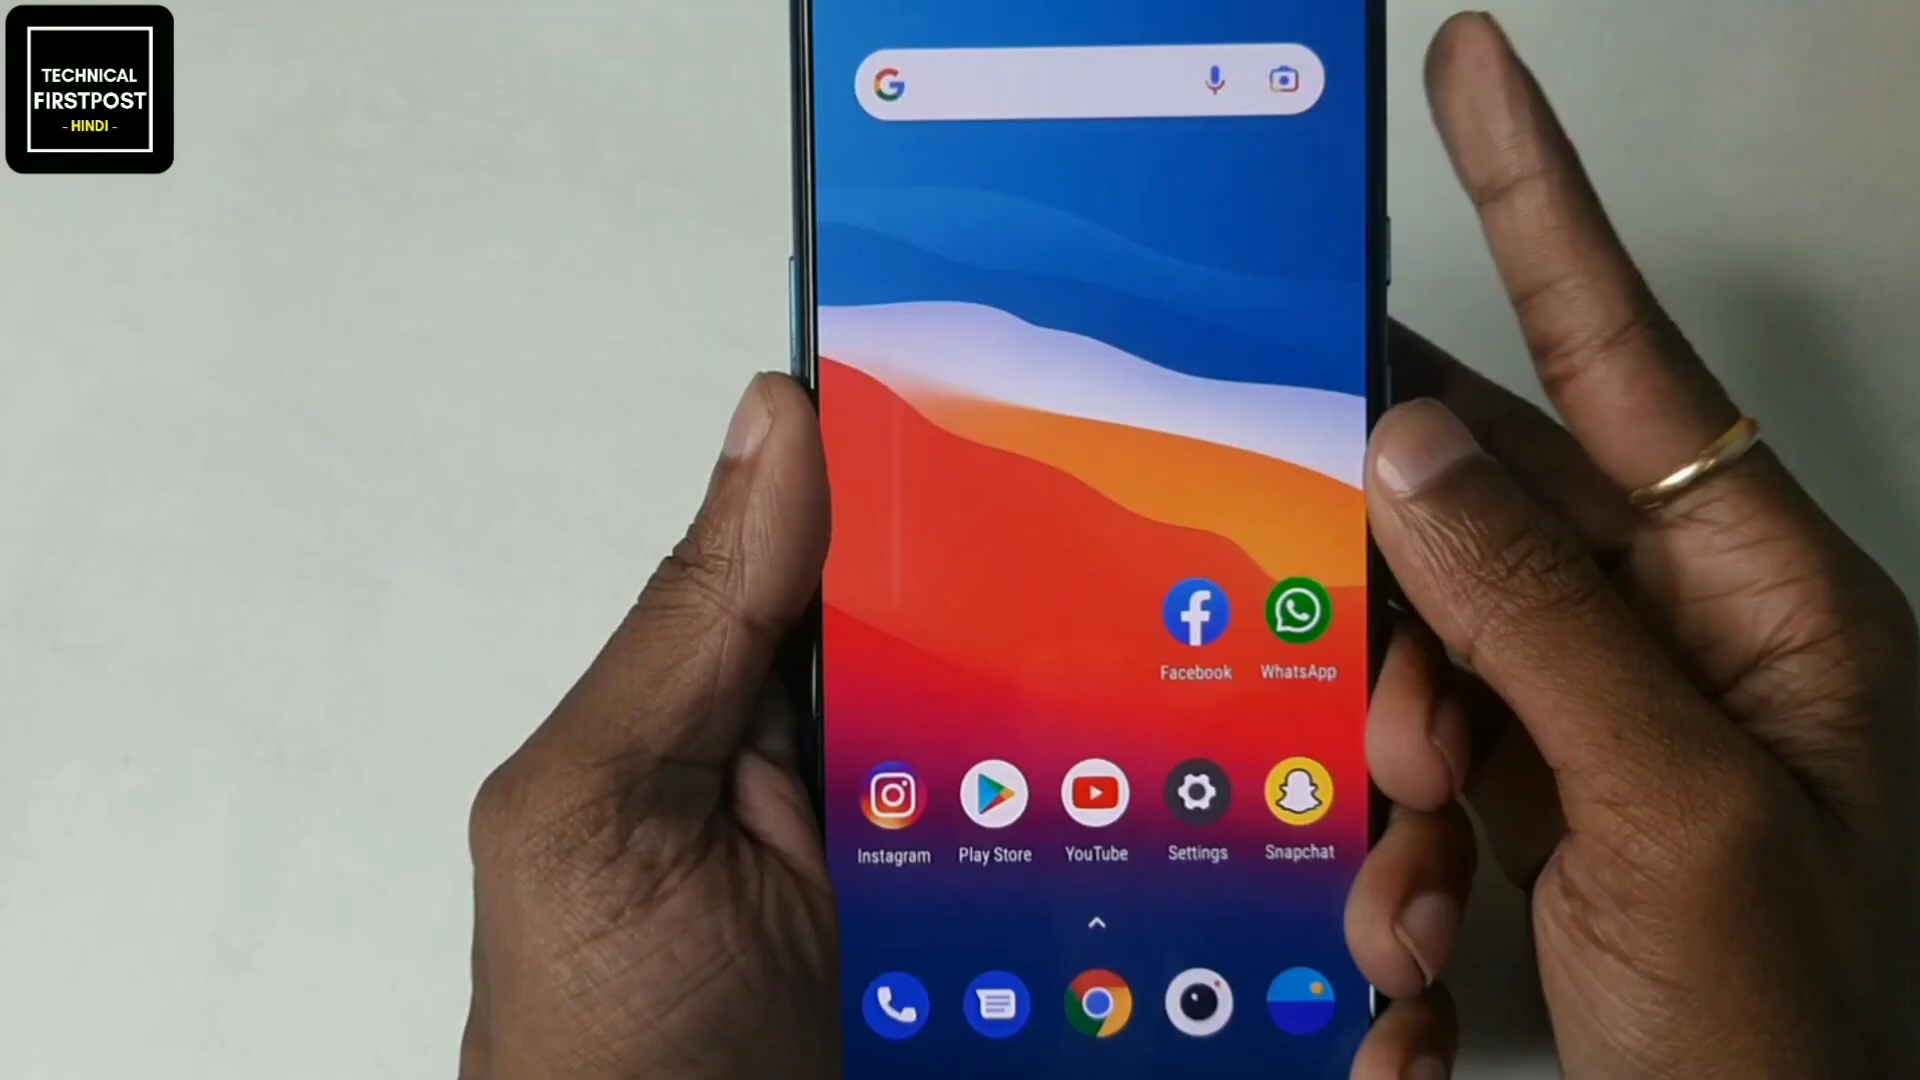 TECHNICAL
FIRSTPOST
- HINDI -
Facebook
WhatsApp
Instagram
Play Store
YouTube
Settings
Snapchat